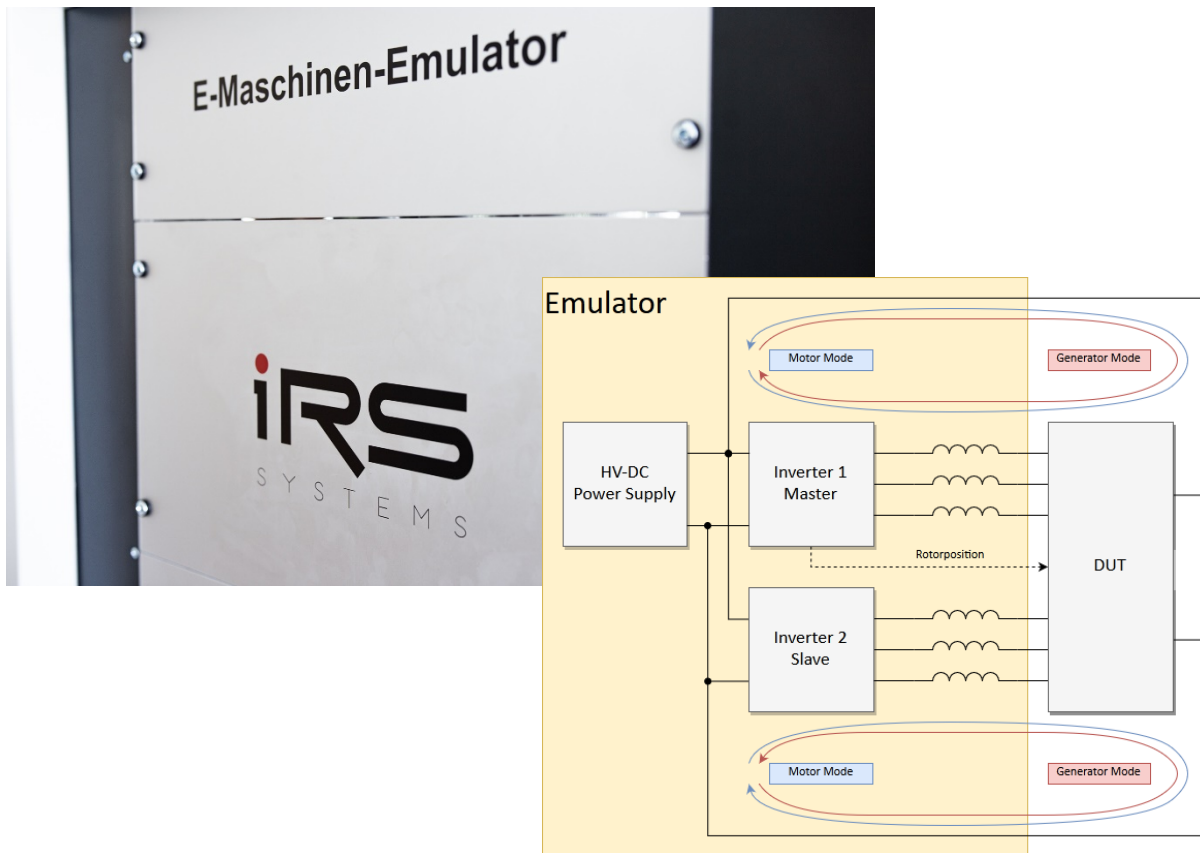 E-Maschinen-Emulator
iRS
SYSTEMS
Emulator
Motor Mode
Generator Mode
HV-DC
Power Supply
Inverter 1
Master
Rotorposition
DUT
Inverter 2
Slave
Motor Mode
Generator Mode